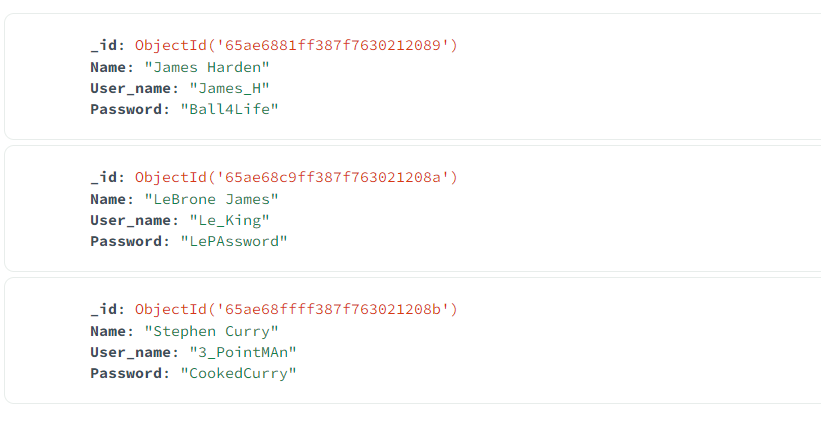 _id: ObjectId('65ae6881ff387f7630212089')
Name: "James Harden"
User_name: "James_H"
Password: "Ball4Life"
_id: ObjectId('65ae68c9ff387f763021208a')
Name: "LeBrone James"
User_name: "Le_King"
Password: "LePAssword"
_id: ObjectId('65ae68ffff387f763021208b')
Name: "Stephen Curry"
User_name: "3_PointMAn"
Password: "CookedCurry"